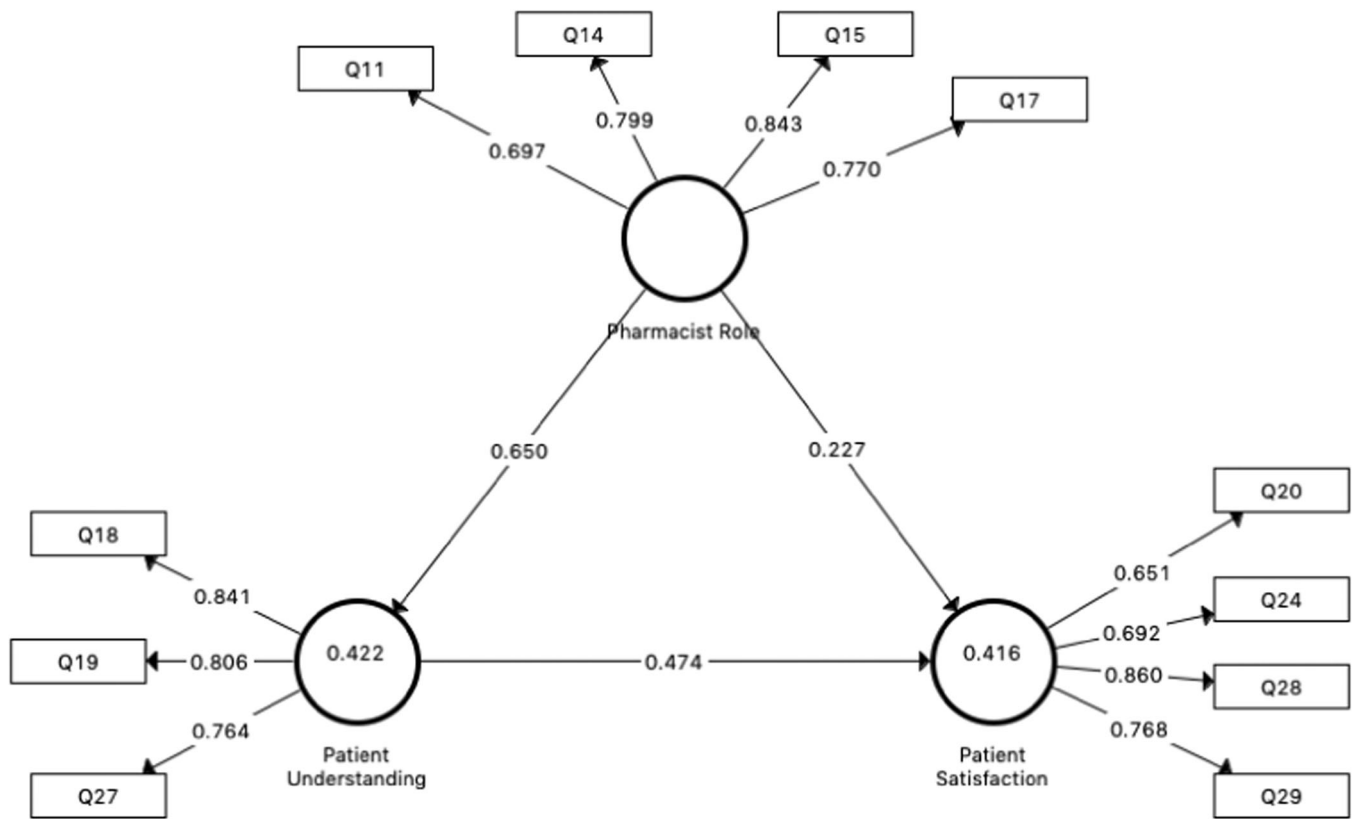 Q14
Q15
Q11
Q17
0.799
0.843
0.697
0.770
Pharmacist Role
0.650
0.227
Q20
Q18
0.651
0.841
Q24
0.692
0.422
0.416
Q19
0.806
0.474
0.860
Q28
0.764
0.768
Patient
Understanding
Patient
Satisfaction
Q27
Q29